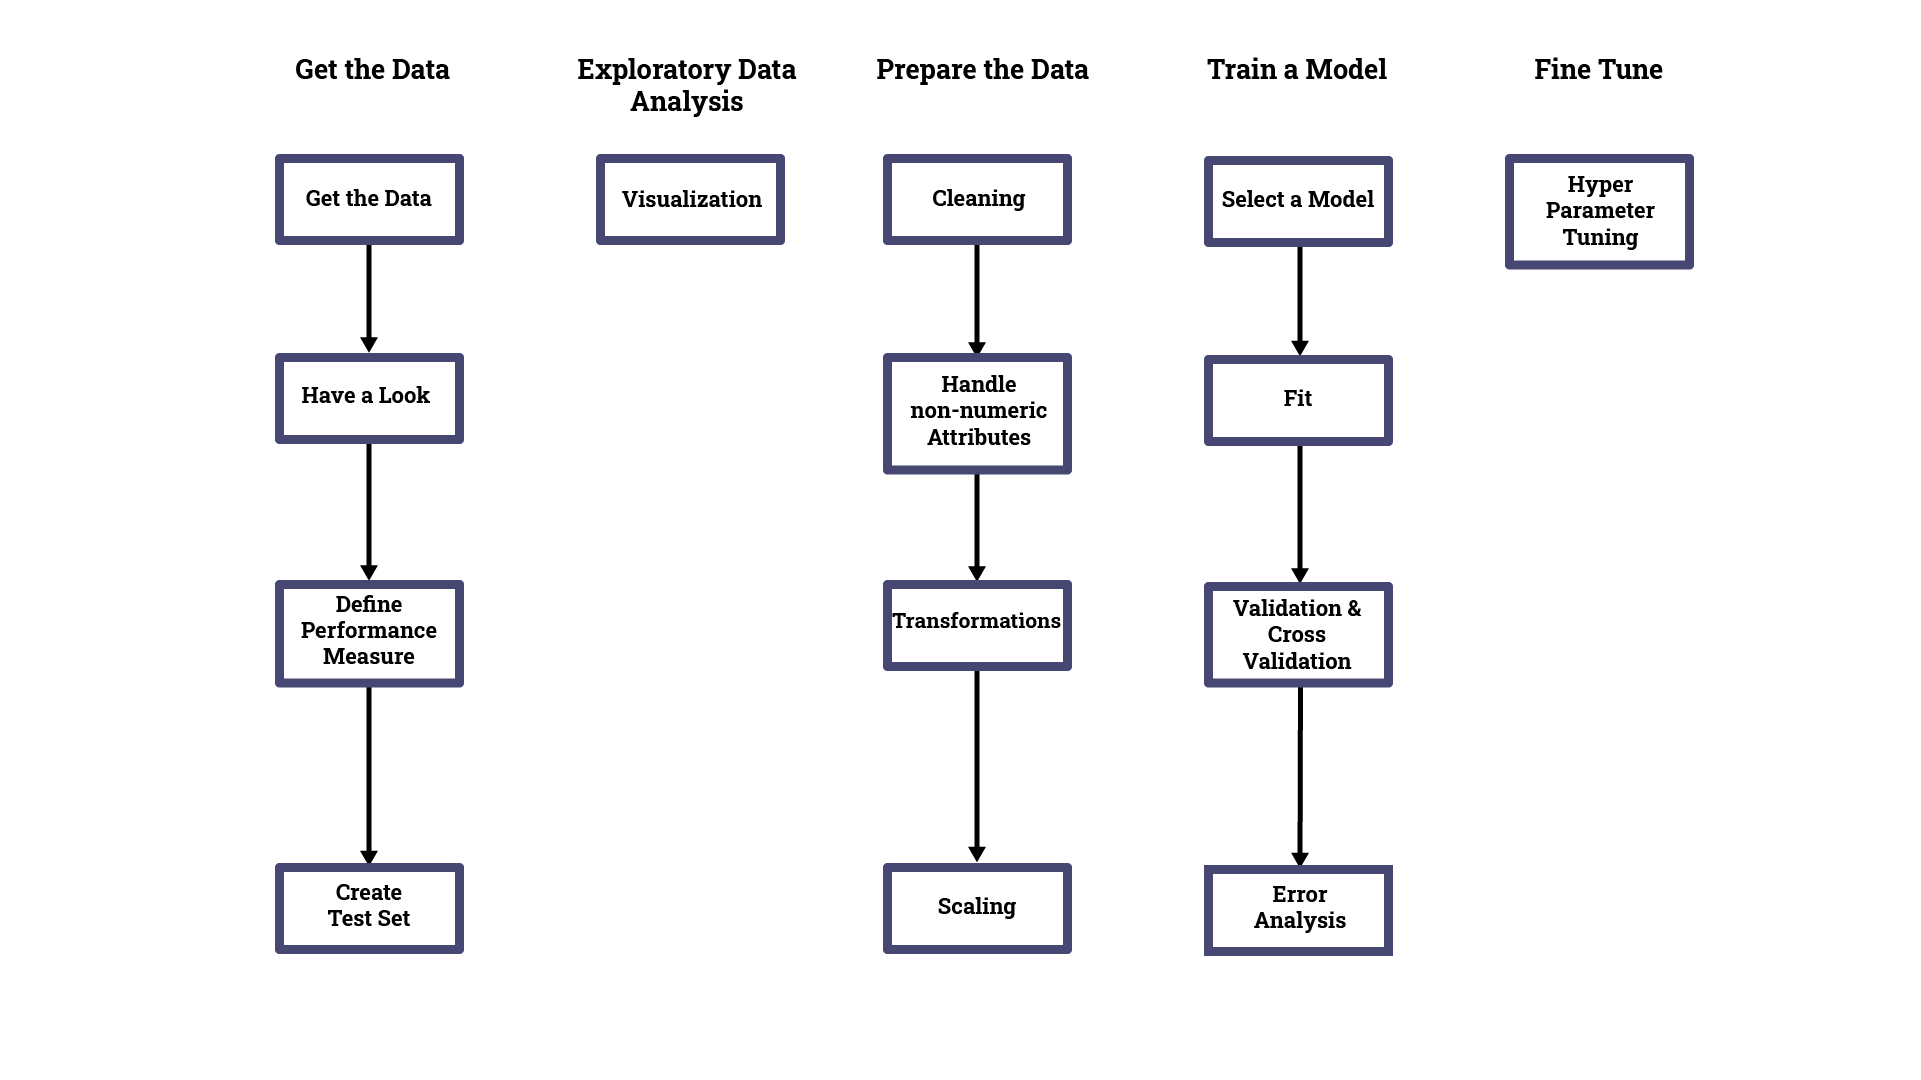 Get the Data
Exploratory Data
Analysis
Prepare the Data
Train a Model
Fine Tune
Get the Data
Have a Look
Define
Performance
Measure
Create
Test Set
Visualization
Cleaning
Handle
non-numeric
Attributes
Transformations
Scaling
Select a Model
Fit
Validation &
Cross
Validation
Error
Analysis
Hyper
Parameter
Tuning